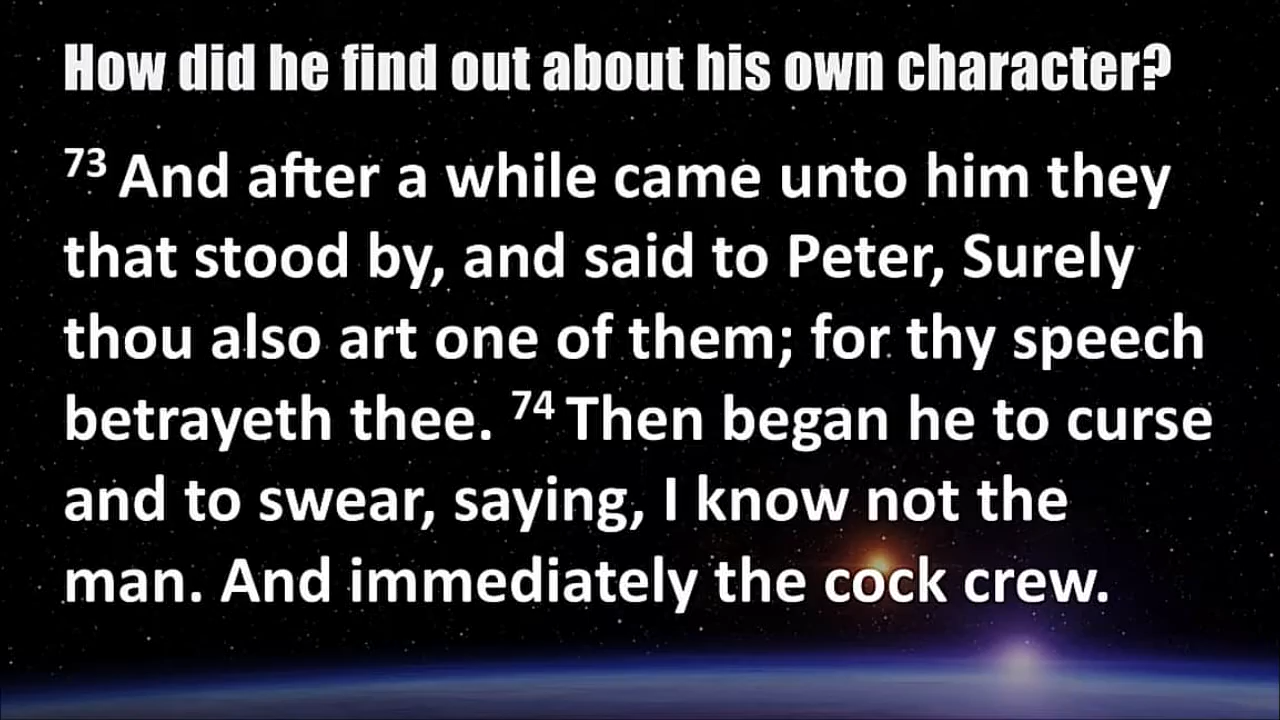 How did he find out about his own character?
73 And after a while came unto him they
that stood by, and said to Peter, Surely
thou also art one of them; for thy speech
betrayeth thee. 74 Then began he to curse
and to swear, saying, I know not the
man. And immediately the cock crew.